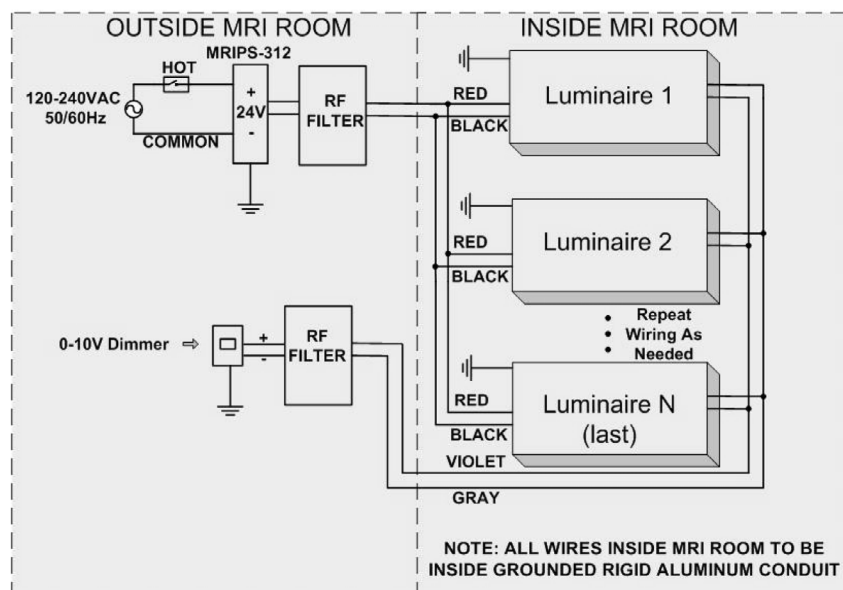 OUTSIDE MRI ROOM
INSIDE MRI ROOM
MRIPS-312
HOT
120-240VAC
50/60Hz
COMMON
+
24V
-
RF
FILTER
RED
BLACK
Luminaire 1
RED
BLACK
Luminaire 2
Repeat
Wiring As
Needed
0-10V Dimmer ⇨
+
-
RF
FILTER
RED
BLACK
Luminaire N
(last)
VIOLET
GRAY
NOTE: ALL WIRES INSIDE MRI ROOM TO BE
INSIDE GROUNDED RIGID ALUMINUM CONDUIT